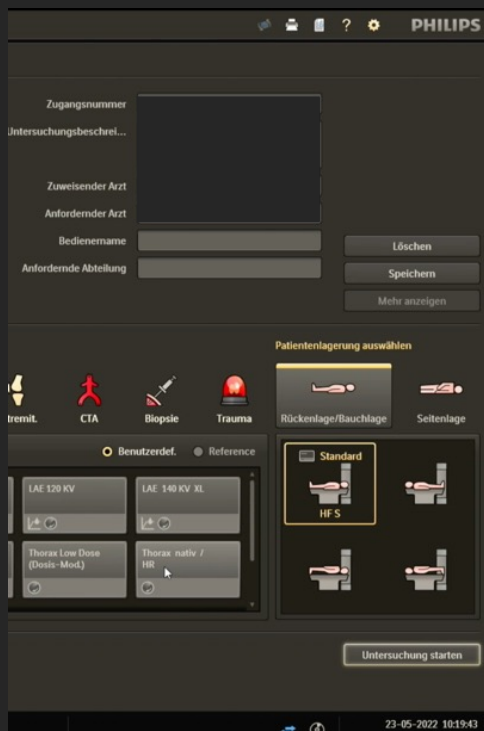 PHILIPS
Zugangsnummer
Untersuchungsbeschrei...
Zuweisender Arzt
Anfordernder Arzt
Bedienername
Anfordernde Abteilung
Löschen
Speichern
Mehr anzeigen
Patientenlagerung auswählen
tremit.
CTA
Biopsie
Trauma
Rückenlage/Bauchlage
Seitenlage
Benutzerdef.
Reference
Standard
HFS
LAE 120 KV
LAE 140 KV XL
Thorax Low Dose
(Dosis-Mod.)
Thorax nativ /
HR
Untersuchung starten
23-05-2022 10:19:43